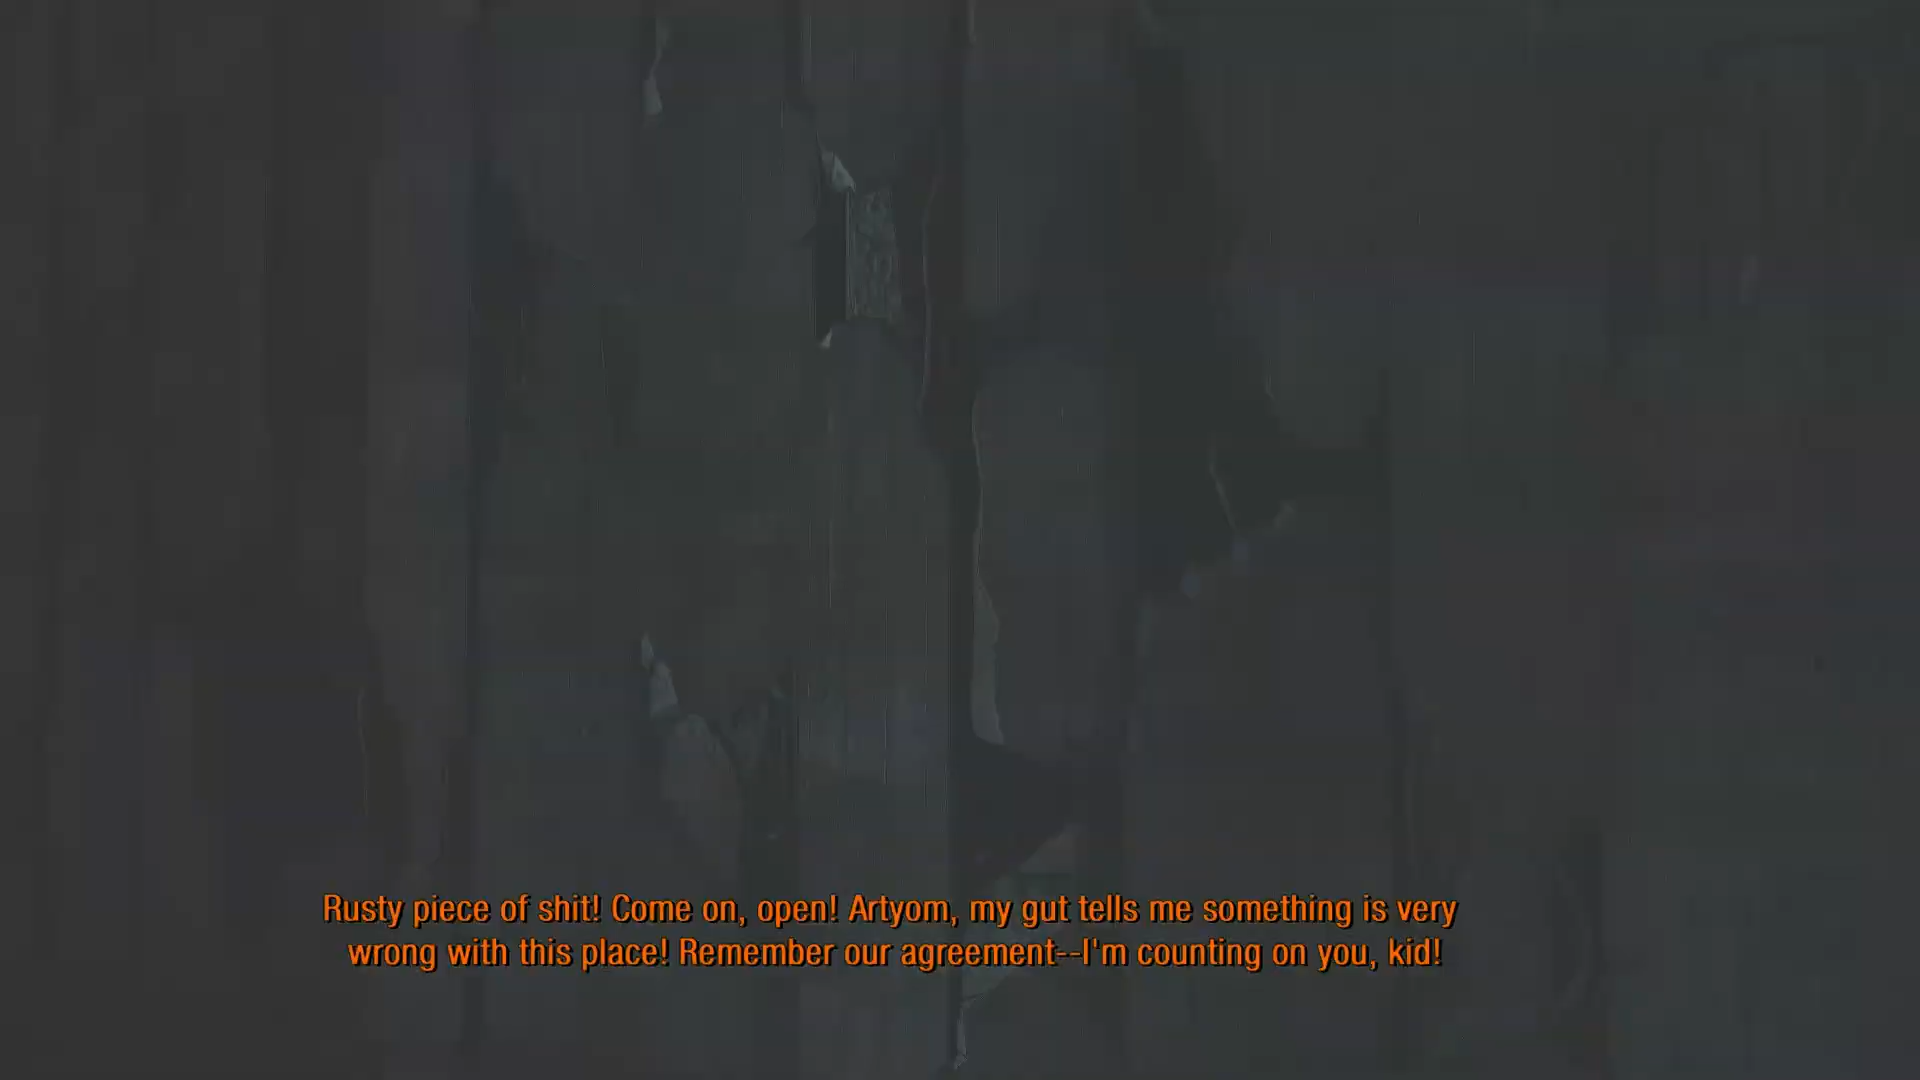 Rusty piece of shit! Come on, open! Artyom, my gut tells me something is very
wrong with this place! Remember our agreement--I'm counting on you, kid!